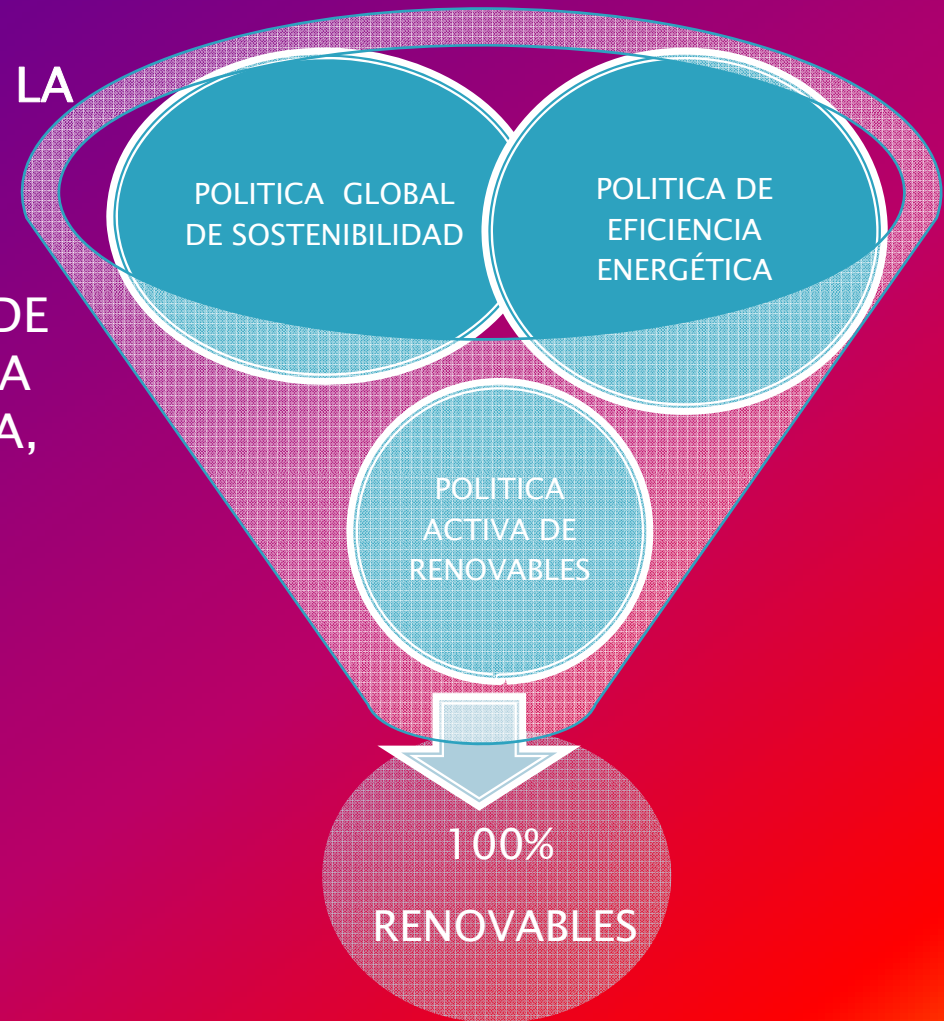 LA
DE
A
A,
POLITICA GLOBAL
DE SOSTENIBILIDAD
POLITICA DE
EFICIENCIA
ENERGÉTICA
POLITICA
ACTIVA DE
RENOVABLES
100%
RENOVABLES